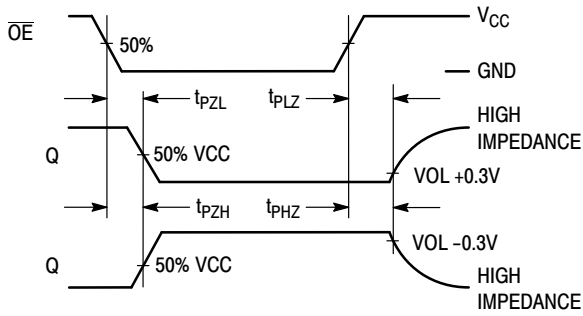 OE
50%
VCC
GND
tPZL
tPLZ
Q
50% VCC
HIGH
IMPEDANCE
VOL +0.3V
tPZH
tPHZ
Q
50% VCC
VOL −0.3V
HIGH
IMPEDANCE